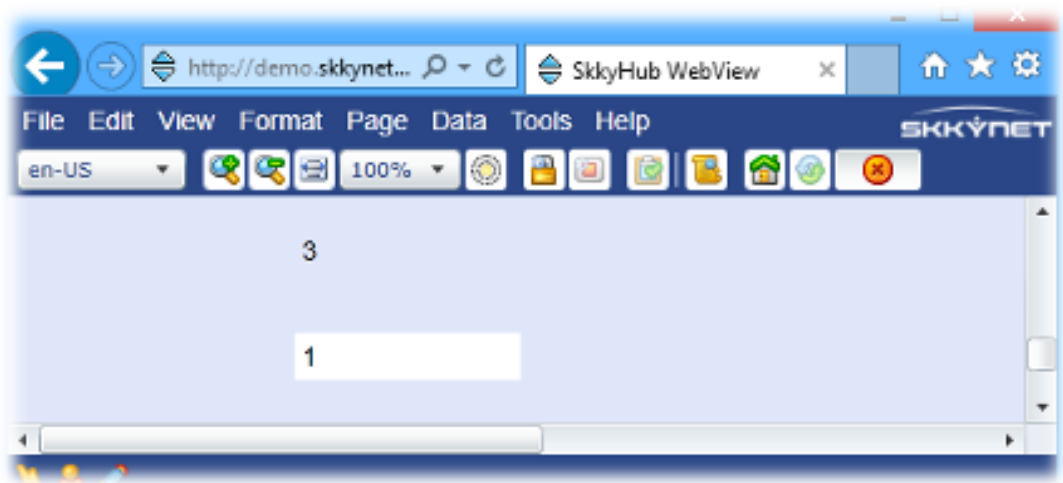 http://demo.skkynet... SkkyHub WebView
File Edit View Format Page Data Tools Help SKKYNET
en-US 100%
3
1